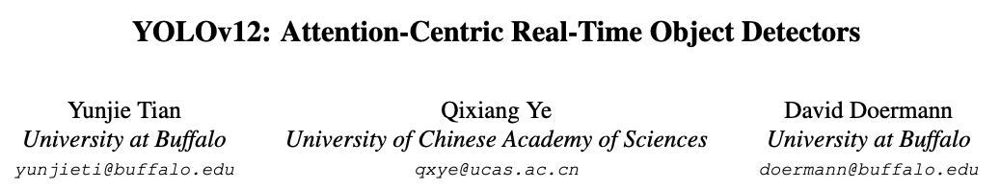 YOLOv12: Attention-Centric Real-Time Object Detectors
Yunjie Tian
University at Buffalo
yunjieti@buffalo.edu
Qixiang Ye
University of Chinese Academy of Sciences
qxye@ucas.ac.cn
David Doermann
University at Buffalo
doermann@buffalo.edu